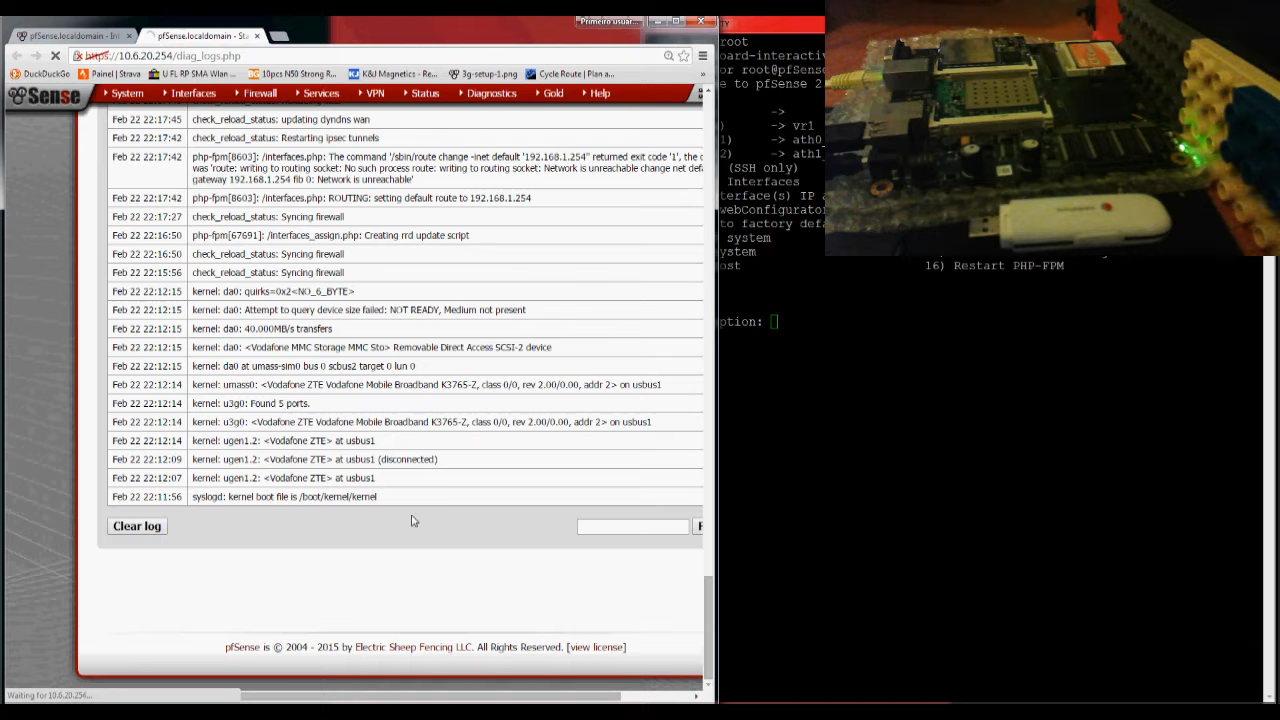 Primeiro usuar...
pfSense.localdomain - Int
pfSense.localdomain - Sta
https://10.6.20.254/diag_logs.php
DuckDuckGo
Painel | Strava
U FL RP SMA Wlan ...
10pcs N50 Strong R...
K&J Magnetics - Re...
3g-setup-1.png
Cycle Route | Plan a...
»
Sense
System
Interfaces
Firewall
Services
VPN
Status
Diagnostics
Gold
Help
Feb 22 22:17:45 check_reload_status: updating dyndns wan
Feb 22 22:17:42 check_reload_status: Restarting ipsec tunnels
Feb 22 22:17:42 php-fpm[8603]: /interfaces.php: The command '/sbin/route change -inet default '192.168.1.254'' returned exit code '1', the o
was 'route: writing to routing socket: No such process route: writing to routing socket: Network is unreachable change net defa
gateway 192.168.1.254 fib 0: Network is unreachable'
Feb 22 22:17:42 php-fpm[8603]: /interfaces.php: ROUTING: setting default route to 192.168.1.254
Feb 22 22:17:27 check_reload_status: Syncing firewall
Feb 22 22:16:50 php-fpm[67691]: /interfaces_assign.php: Creating rrd update script
Feb 22 22:16:50 check_reload_status: Syncing firewall
Feb 22 22:15:56 check_reload_status: Syncing firewall
Feb 22 22:12:15 kernel: da0: quirks=0x2<NO_6_BYTE>
Feb 22 22:12:15 kernel: da0: Attempt to query device size failed: NOT READY, Medium not present
Feb 22 22:12:15 kernel: da0: 40.000MB/s transfers
Feb 22 22:12:15 kernel: da0: <Vodafone MMC Storage MMC Sto> Removable Direct Access SCSI-2 device
Feb 22 22:12:15 kernel: da0 at umass-sim0 bus 0 scbus2 target 0 lun 0
Feb 22 22:12:14 kernel: umass0: <Vodafone ZTE Vodafone Mobile Broadband K3765-Z, class 0/0, rev 2.00/0.00, addr 2> on usbus1
Feb 22 22:12:14 kernel: u3g0: Found 5 ports.
Feb 22 22:12:14 kernel: u3g0: <Vodafone ZTE Vodafone Mobile Broadband K3765-Z, class 0/0, rev 2.00/0.00, addr 2> on usbus1
Feb 22 22:12:14 kernel: ugen1.2: <Vodafone ZTE> at usbus1
Feb 22 22:12:09 kernel: ugen1.2: <Vodafone ZTE> at usbus1 (disconnected)
Feb 22 22:12:07 kernel: ugen1.2: <Vodafone ZTE> at usbus1
Feb 22 22:11:56 syslogd: kernel boot file is /boot/kernel/kernel
Clear log
F
pfSense is © 2004 - 2015 by Electric Sheep Fencing LLC. All Rights Reserved. [view license]
Waiting for 10.6.20.254...
root
oard-interactiv
or root@pfSense
e to pfSense 2.
->
) -> vr1
1) -> ath0_
2) -> ath1_
(SSH only)
Interfaces
terface(s) IP a
webConfigurator
to factory defa
system
ystem
ost 16) Restart PHP-FPM
ption: